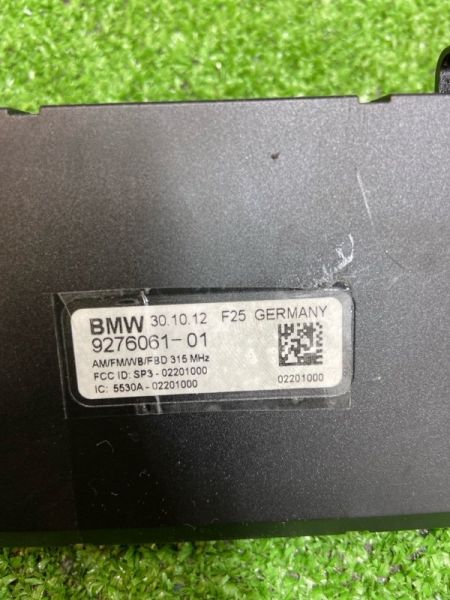 BMW 30.10.12 F25 GERMANY
9276061-01
AM/FM/WB/FBD 315 MHz
FCC ID: SP3 - 02201000
IC: 5530A - 02201000
02201000